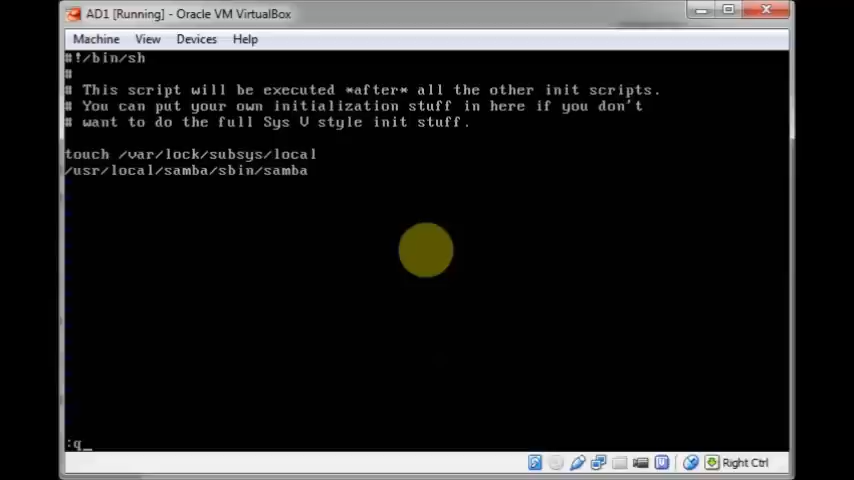 AD1 [Running] - Oracle VM VirtualBox
Machine View Devices Help
#!/bin/sh
#
# This script will be executed *after* all the other init scripts.
# You can put your own initialization stuff in here if you don't
# want to do the full Sys V style init stuff.
touch /var/lock/subsys/local
/usr/local/samba/sbin/samba
:q_
Right Ctrl